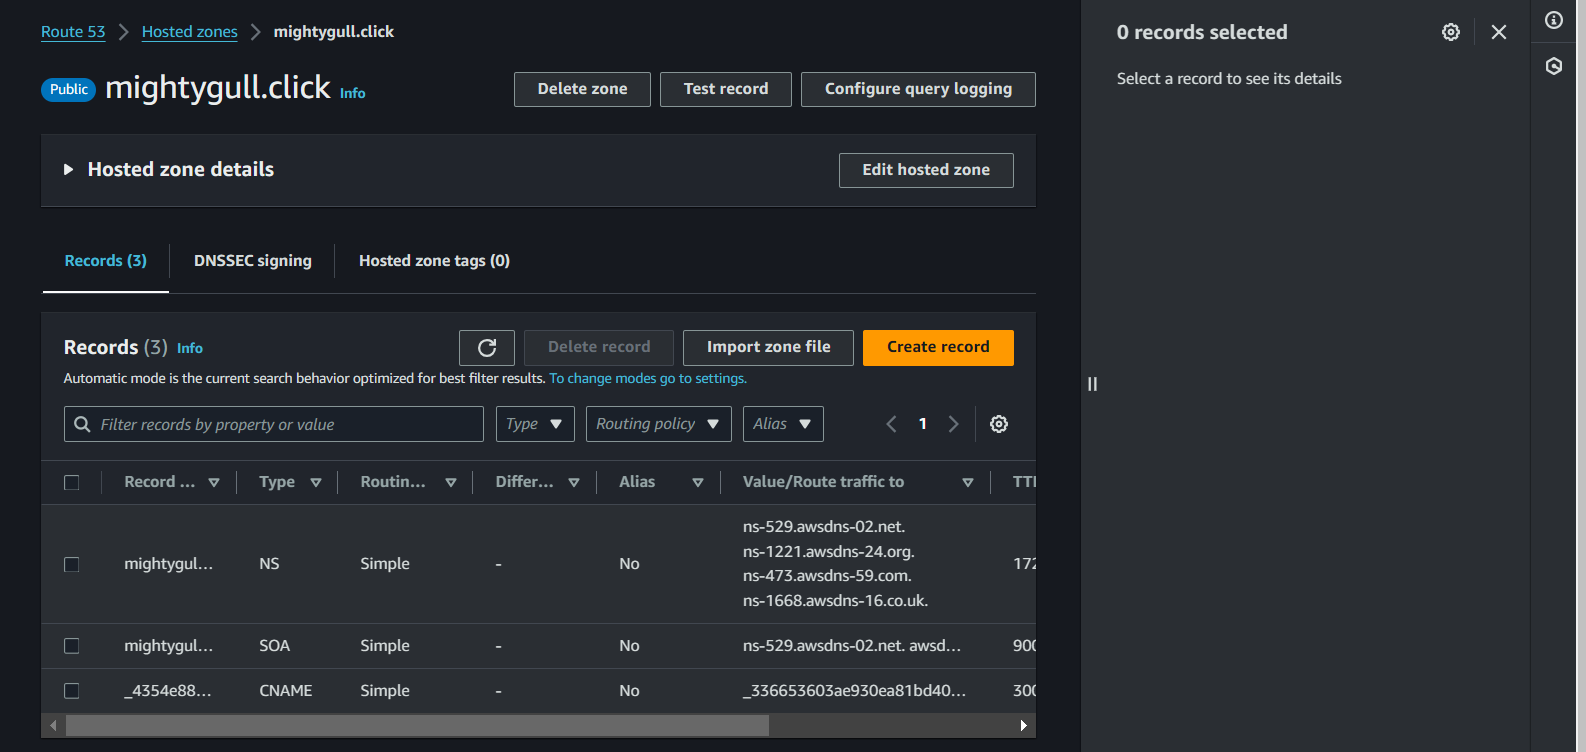 Route 53 > Hosted zones > mightygull.click
Public mightygull.click Info
Delete zone Test record Configure query logging
Hosted zone details Edit hosted zone
Records (3) DNSSEC signing Hosted zone tags (0)
Records (3) Info
Delete record Import zone file Create record
Automatic mode is the current search behavior optimized for best filter results. To change modes go to settings.
Filter records by property or value Type Routing policy Alias 1
Record ... Type Routin... Differ... Alias Value/Route traffic to TTL
mightygul... NS Simple - No ns-529.awsdns-02.net.
ns-1221.awsdns-24.org.
ns-473.awsdns-59.com.
ns-1668.awsdns-16.co.uk.
172
mightygul... SOA Simple - No ns-529.awsdns-02.net. awsd... 900
_4354e88... CNAME Simple - No _336653603ae930ea81bd40... 300
0 records selected
Select a record to see its details